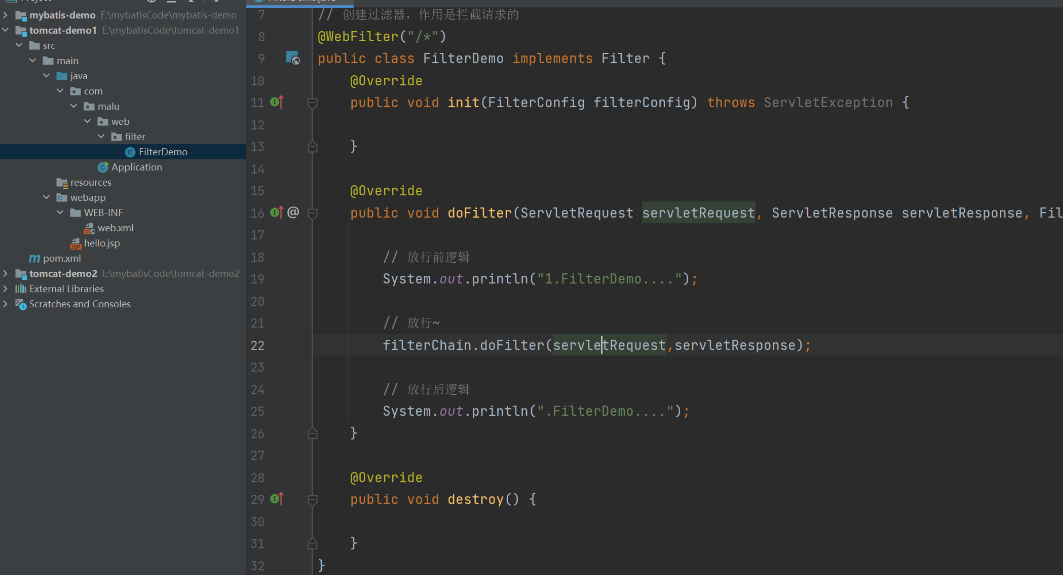 mybatis-demo E:\mybatisCode\mybatis-demo
tomcat-demo1 E:\mybatisCode\tomcat-demo1
src
main
java
com
malu
web
filter
FilterDemo
Application
resources
webapp
WEB-INF
web.xml
hello.jsp
pom.xml
tomcat-demo2 E:\mybatisCode\tomcat-demo2
External Libraries
Scratches and Consoles
7 // 创建过滤器，作用是拦截请求的
8 @WebFilter("/*")
9 public class FilterDemo implements Filter {
10 @Override
11 public void init(FilterConfig filterConfig) throws ServletException {
12
13 }
14
15 @Override
16 @ public void doFilter(ServletRequest servletRequest, ServletResponse servletResponse, Fil
17
18 // 放行前逻辑
19 System.out.println("1.FilterDemo....");
20
21 // 放行~
22 filterChain.doFilter(servletRequest,servletResponse);
23
24 // 放行后逻辑
25 System.out.println(".FilterDemo....");
26 }
27
28 @Override
29 public void destroy() {
30
31 }
32 }